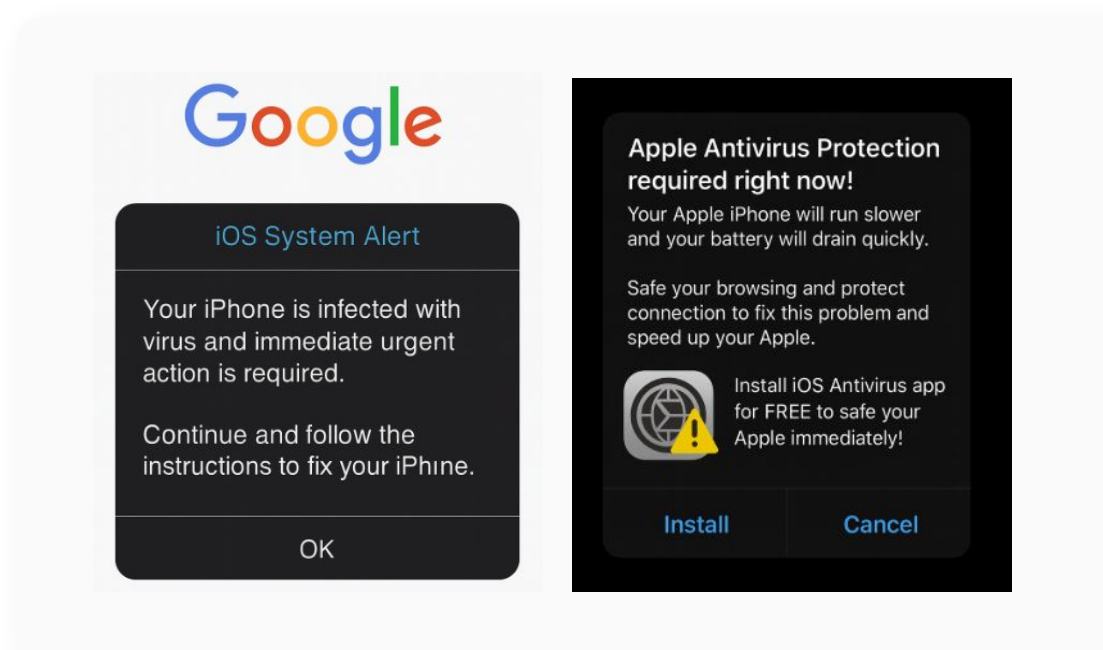 Google
iOS System Alert
Your iPhone is infected with
virus and immediate urgent
action is required.
Continue and follow the
instructions to fix your iPhıne.
OK
Apple Antivirus Protection
required right now!
Your Apple iPhone will run slower
and your battery will drain quickly.
Safe your browsing and protect
connection to fix this problem and
speed up your Apple.
Install iOS Antivirus app
for FREE to safe your
Apple immediately!
Install
Cancel